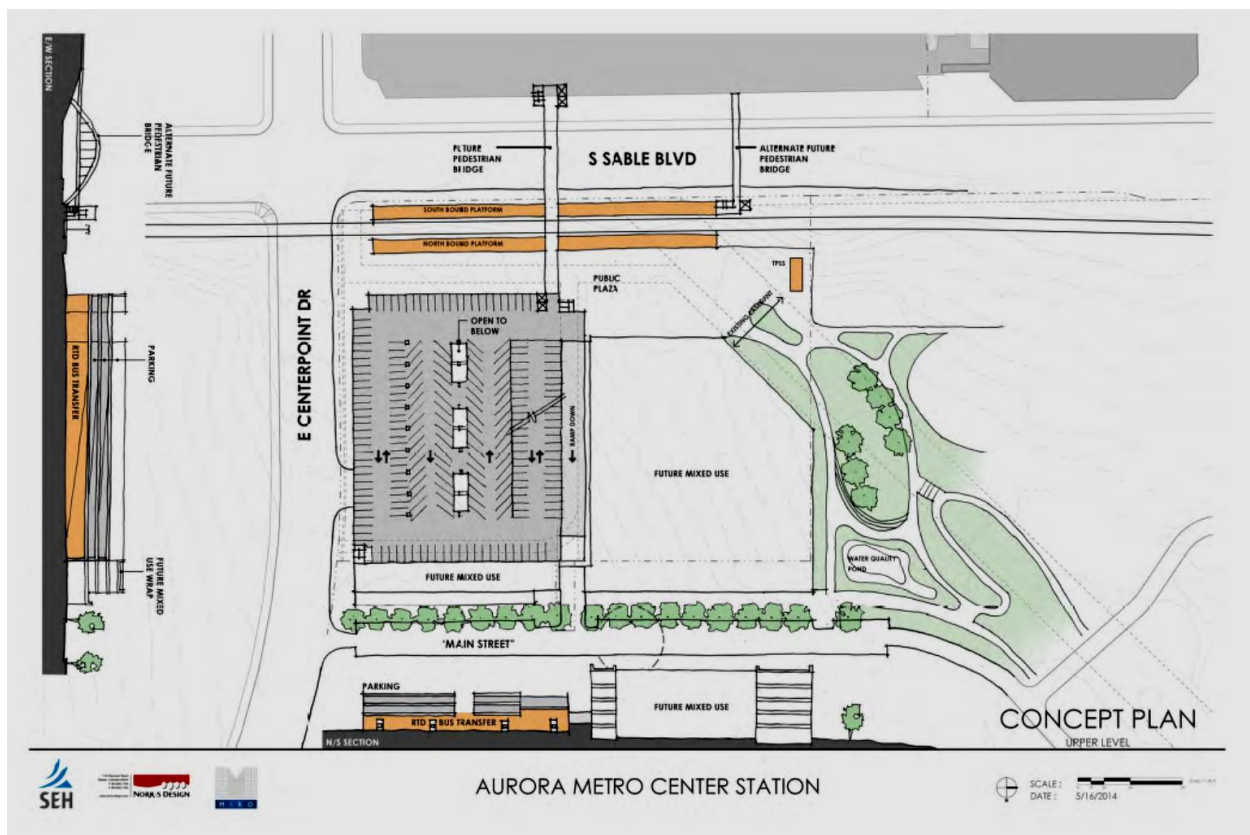 E/W SECTION
ALTERNATE FUTURE
PEDESTRIAN
BRIDGE
RTD BUS TRANSFER
PARKING
FUTURE MIXED
USE WRAP
E CENTERPOINT DR
FUTURE
PEDESTRIAN
BRIDGE
S SABLE BLVD
ALTERNATE FUTURE
PEDESTRIAN
BRIDGE
SOUTH BOUND PLATFORM
NORTH BOUND PLATFORM
PUBLIC
PLAZA
TPSS
EXISTING EASEMENT
OPEN TO
BELOW
RAMP DOWN
FUTURE MIXED USE
WATER QUALITY
POND
FUTURE MIXED USE
"MAIN STREET"
PARKING
RTD BUS TRANSFER
FUTURE MIXED USE
N/S SECTION
CONCEPT PLAN
UPPER LEVEL
SEH
NORRIS DESIGN
AURORA METRO CENTER STATION
SCALE :
DATE : 5/16/2014